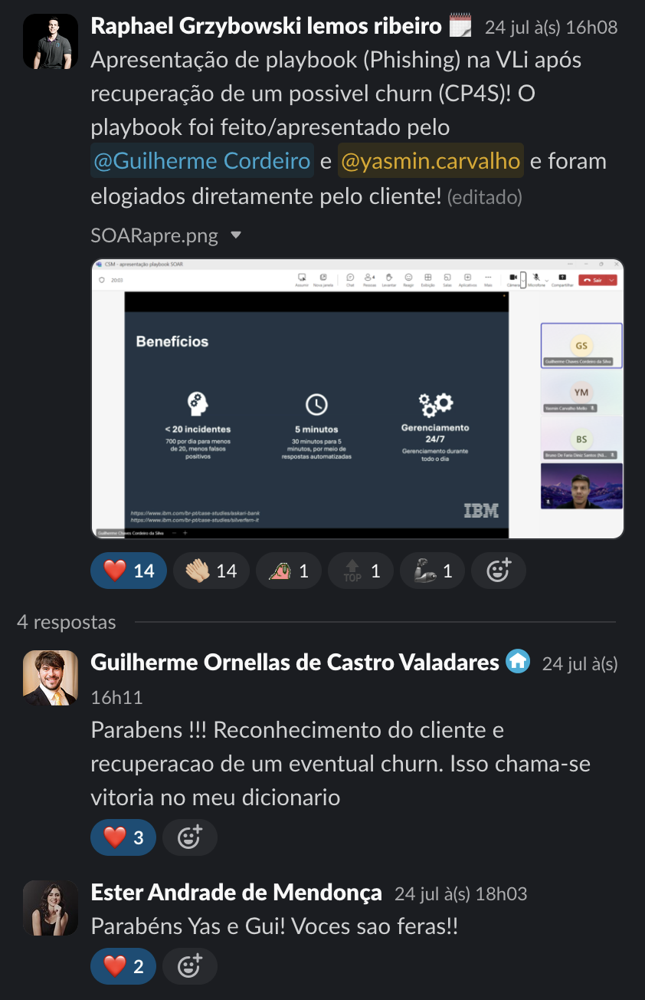 Raphael Grzybowski lemos ribeiro 24 jul à(s) 16h08
Apresentação de playbook (Phishing) na VLi após
recuperação de um possivel churn (CP4S)! O
playbook foi feito/apresentado pelo
@Guilherme Cordeiro e @yasmin.carvalho e foram
elogiados diretamente pelo cliente! (editado)
SOARapre.png
CSM - apresentação playbook SOAR
20:03
Assumir Nova janela Chat Pessoas 4 Levantar Reagir Exibição Salas Aplicativos Mais Câmera Microfone Compartilhar Sair
Benefícios
GS
Guilherme Chaves Cordeiro da Silva
YM
Yasmin Carvalho Mello
BS
< 20 incidentes
700 por dia para menos
de 20, menos falsos
positivos
5 minutos
30 minutos para 5
minutos, por meio de
respostas automatizadas
Gerenciamento
24/7
Gerenciamento durante
todo o dia
https://www.ibm.com/br-pt/case-studies/askari-bank
https://www.ibm.com/br-pt/case-studies/silverfern-it
IBM
Guilherme Chaves Cordeiro da Silva
14 14 1 TOP 1 1
4 respostas
Guilherme Ornellas de Castro Valadares 24 jul à(s)
16h11
Parabens !!! Reconhecimento do cliente e
recuperacao de um eventual churn. Isso chama-se
vitoria no meu dicionario
3
Ester Andrade de Mendonça 24 jul à(s) 18h03
Parabéns Yas e Gui! Voces sao feras!!
2